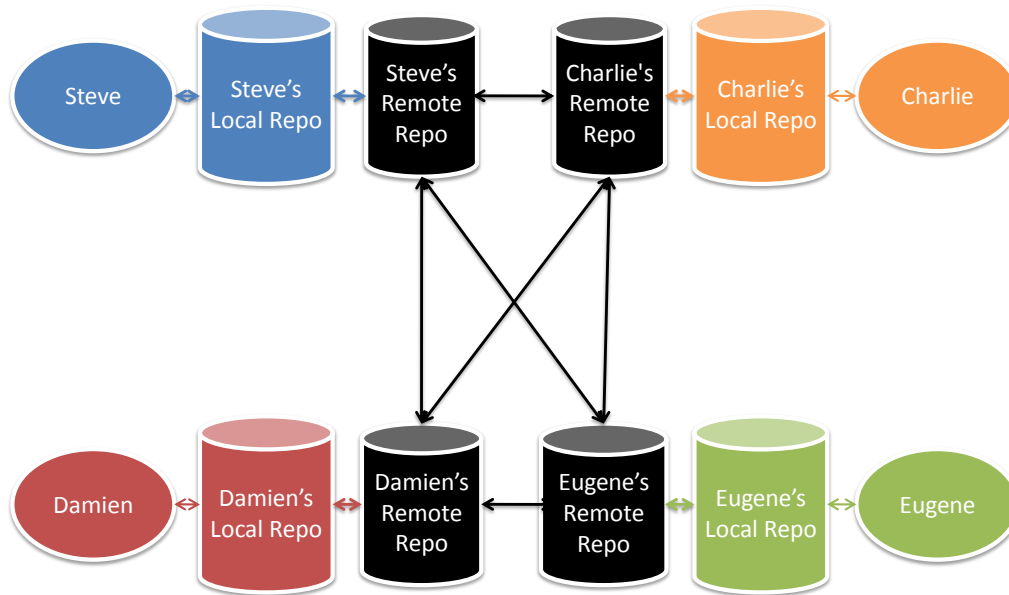 Steve
Steve’s
Local Repo
Steve’s
Remote
Repo
Charlie's
Remote
Repo
Charlie’s
Local Repo
Charlie
Damien
Damien’s
Local Repo
Damien’s
Remote
Repo
Eugene’s
Remote
Repo
Eugene’s
Local Repo
Eugene